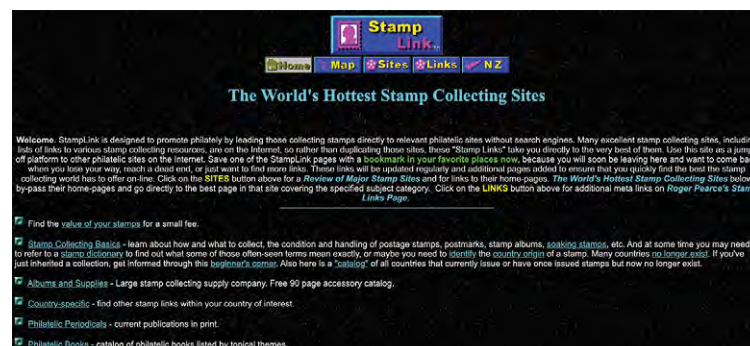 Stamp
Link
Home Map Sites Links NZ
The World's Hottest Stamp Collecting Sites
Welcome. StampLink is designed to promote philately by leading those collecting stamps directly to relevant philatelic sites without search engines. Many excellent stamp collecting sites, includin
lists of links to various stamp collecting resources, are on the Internet, so rather than duplicating those sites, these "Stamp Links" take you directly to the very best of them. Use this site as a jump
off platform to other philatelic sites on the Internet. Save one of the StampLink pages with a bookmark in your favorite places now, because you will soon be leaving here and want to come ba
when you lose your way, reach a dead end, or just want to find more links. These links will be updated regularly and additional pages added to ensure that you quickly find the best the stamp
collecting world has to offer on-line. Click on the SITES button above for a Review of Major Stamp Sites and for links to their home-pages. The World's Hottest Stamp Collecting Sites below
by-pass their home-pages and go directly to the best page in that site covering the specified subject category. Click on the LINKS button above for additional meta links on Roger Pearce's Stam
Links Page.
Find the value of your stamps for a small fee.
Stamp Collecting Basics - learn about how and what to collect, the condition and handling of postage stamps, postmarks, stamp albums, soaking stamps, etc. And at some time you may need
to refer to a stamp dictionary to find out what some of those often-seen terms mean exactly, or maybe you need to identify the country origin of a stamp. Many countries no longer exist. If you've
just inherited a collection, get informed through this beginner's corner. Also here is a "catalog" of all countries that currently issue or have once issued stamps but now no longer exist.
Albums and Supplies - Large stamp collecting supply company. Free 90 page accessory catalog.
Country-specific - find other stamp links within your country of interest.
Philatelic Periodicals - current publications in print.
Philatelic Books - catalog of philatelic books listed by topical themes.